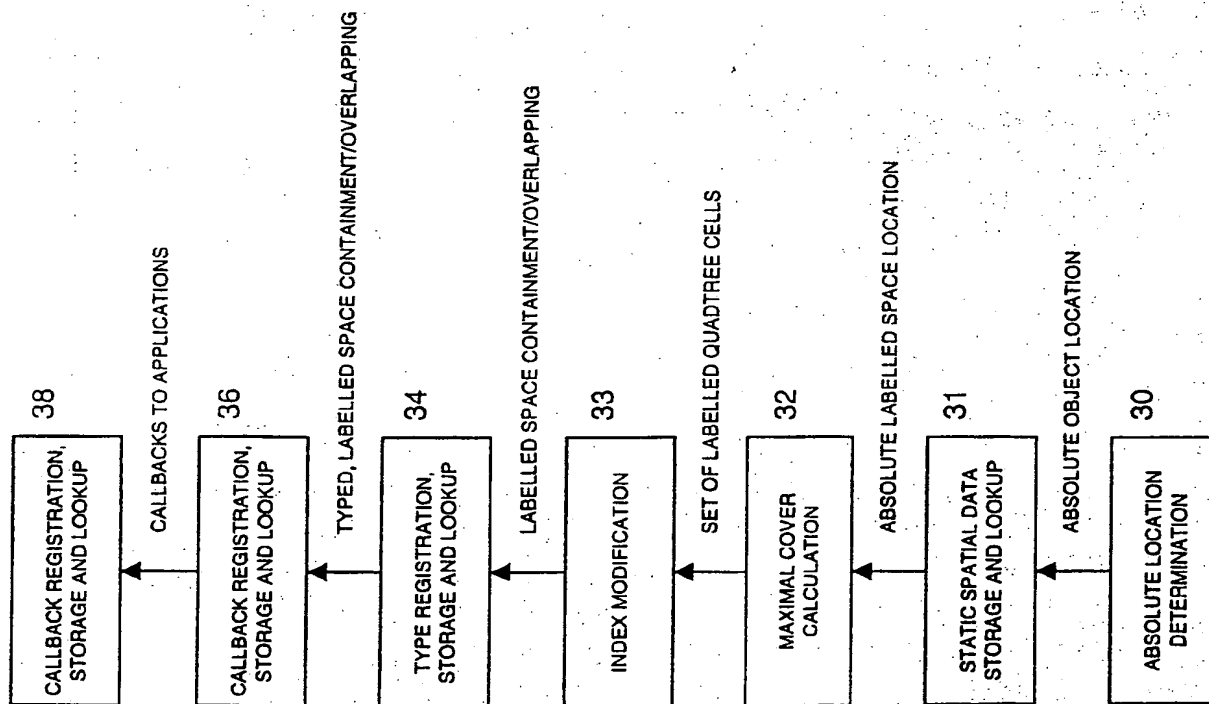 38
CALLBACK REGISTRATION,
STORAGE AND LOOKUP
CALLBACKS TO APPLICATIONS
36
CALLBACK REGISTRATION,
STORAGE AND LOOKUP
TYPED, LABELLED SPACE CONTAINMENT/OVERLAPPING
34
TYPE REGISTRATION,
STORAGE AND LOOKUP
LABELLED SPACE CONTAINMENT/OVERLAPPING
33
INDEX MODIFICATION
SET OF LABELLED QUADTREE CELLS
32
MAXIMAL COVER
CALCULATION
ABSOLUTE LABELLED SPACE LOCATION
31
STATIC SPATIAL DATA
STORAGE AND LOOKUP
ABSOLUTE OBJECT LOCATION
30
ABSOLUTE LOCATION
DETERMINATION